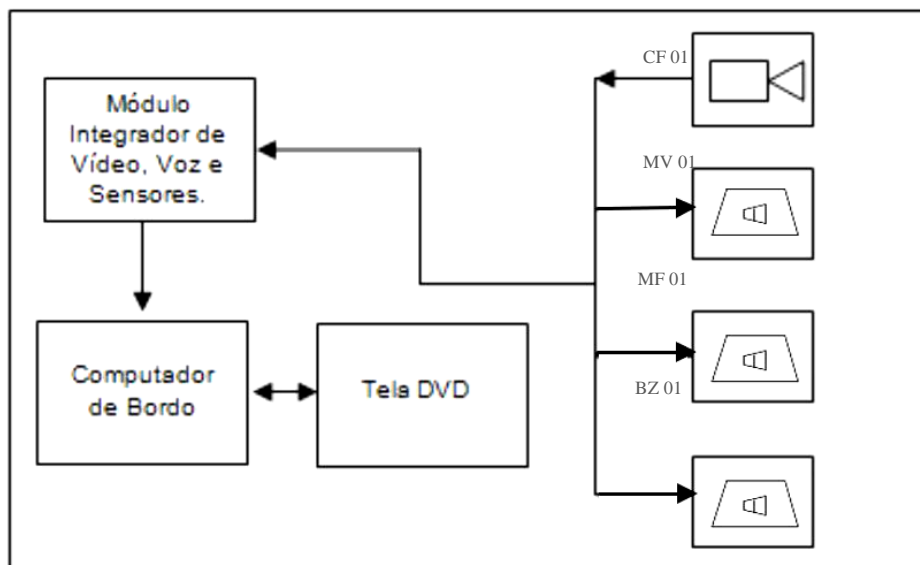 Módulo
Integrador de
Vídeo, Voz e
Sensores.
Computador
de Bordo
Tela DVD
CF 01
MV 01
MF 01
BZ 01